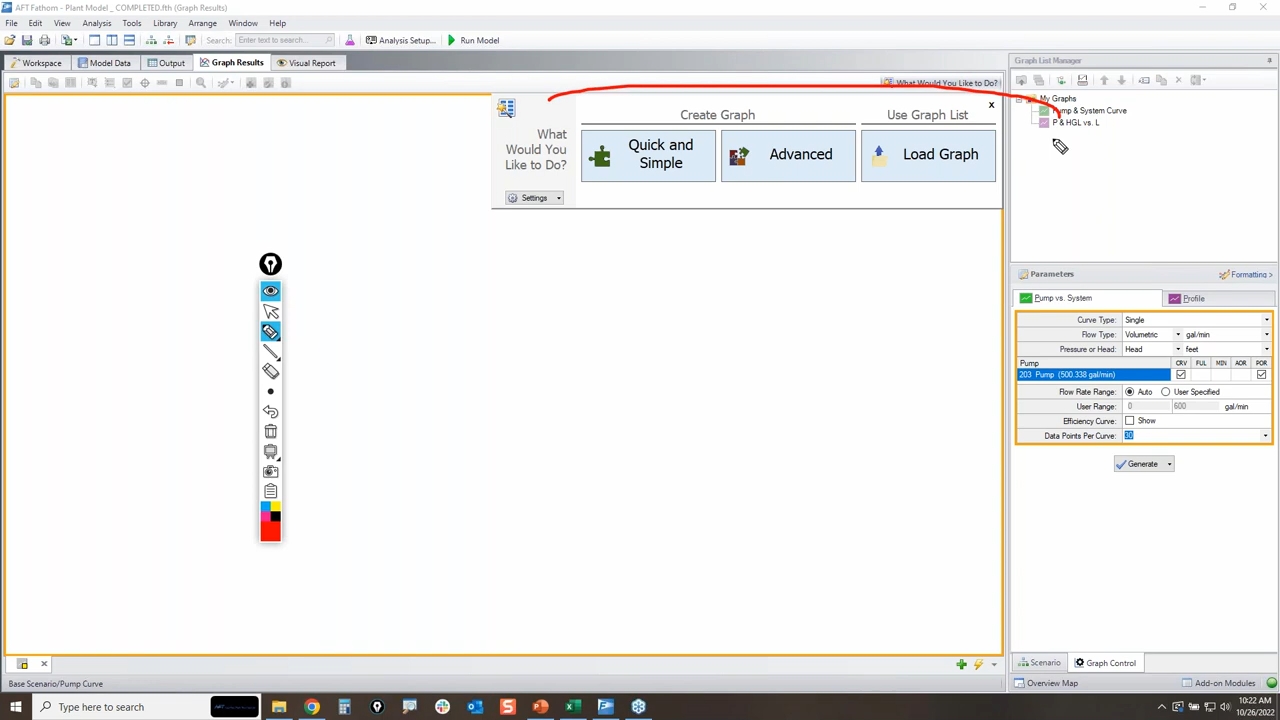 AFT Fathom - Plant Model _ COMPLETED.fth (Graph Results)
File Edit View Analysis Tools Library Arrange Window Help
Search: Enter text to search... Analysis Setup... Run Model
Workspace Model Data Output Graph Results Visual Report
Graph List Manager
What Would You Like to Do?
My Graphs
Pump & System Curve
P & HGL vs. L
Create Graph Use Graph List x
What
Would You
Like to Do?
Quick and
Simple
Advanced
Load Graph
Settings
Parameters Formatting >
Pump vs. System Profile
Curve Type: Single
Flow Type: Volumetric gal/min
Pressure or Head: Head feet
Pump CRV FUL MIN AOR POR
203 Pump (500.338 gal/min)
Flow Rate Range: Auto User Specified
User Range: 0 600 gal/min
Efficiency Curve: Show
Data Points Per Curve: 30
Generate
Scenario Graph Control
Base Scenario/Pump Curve Overview Map Add-on Modules
Type here to search
10:22 AM
10/26/2022